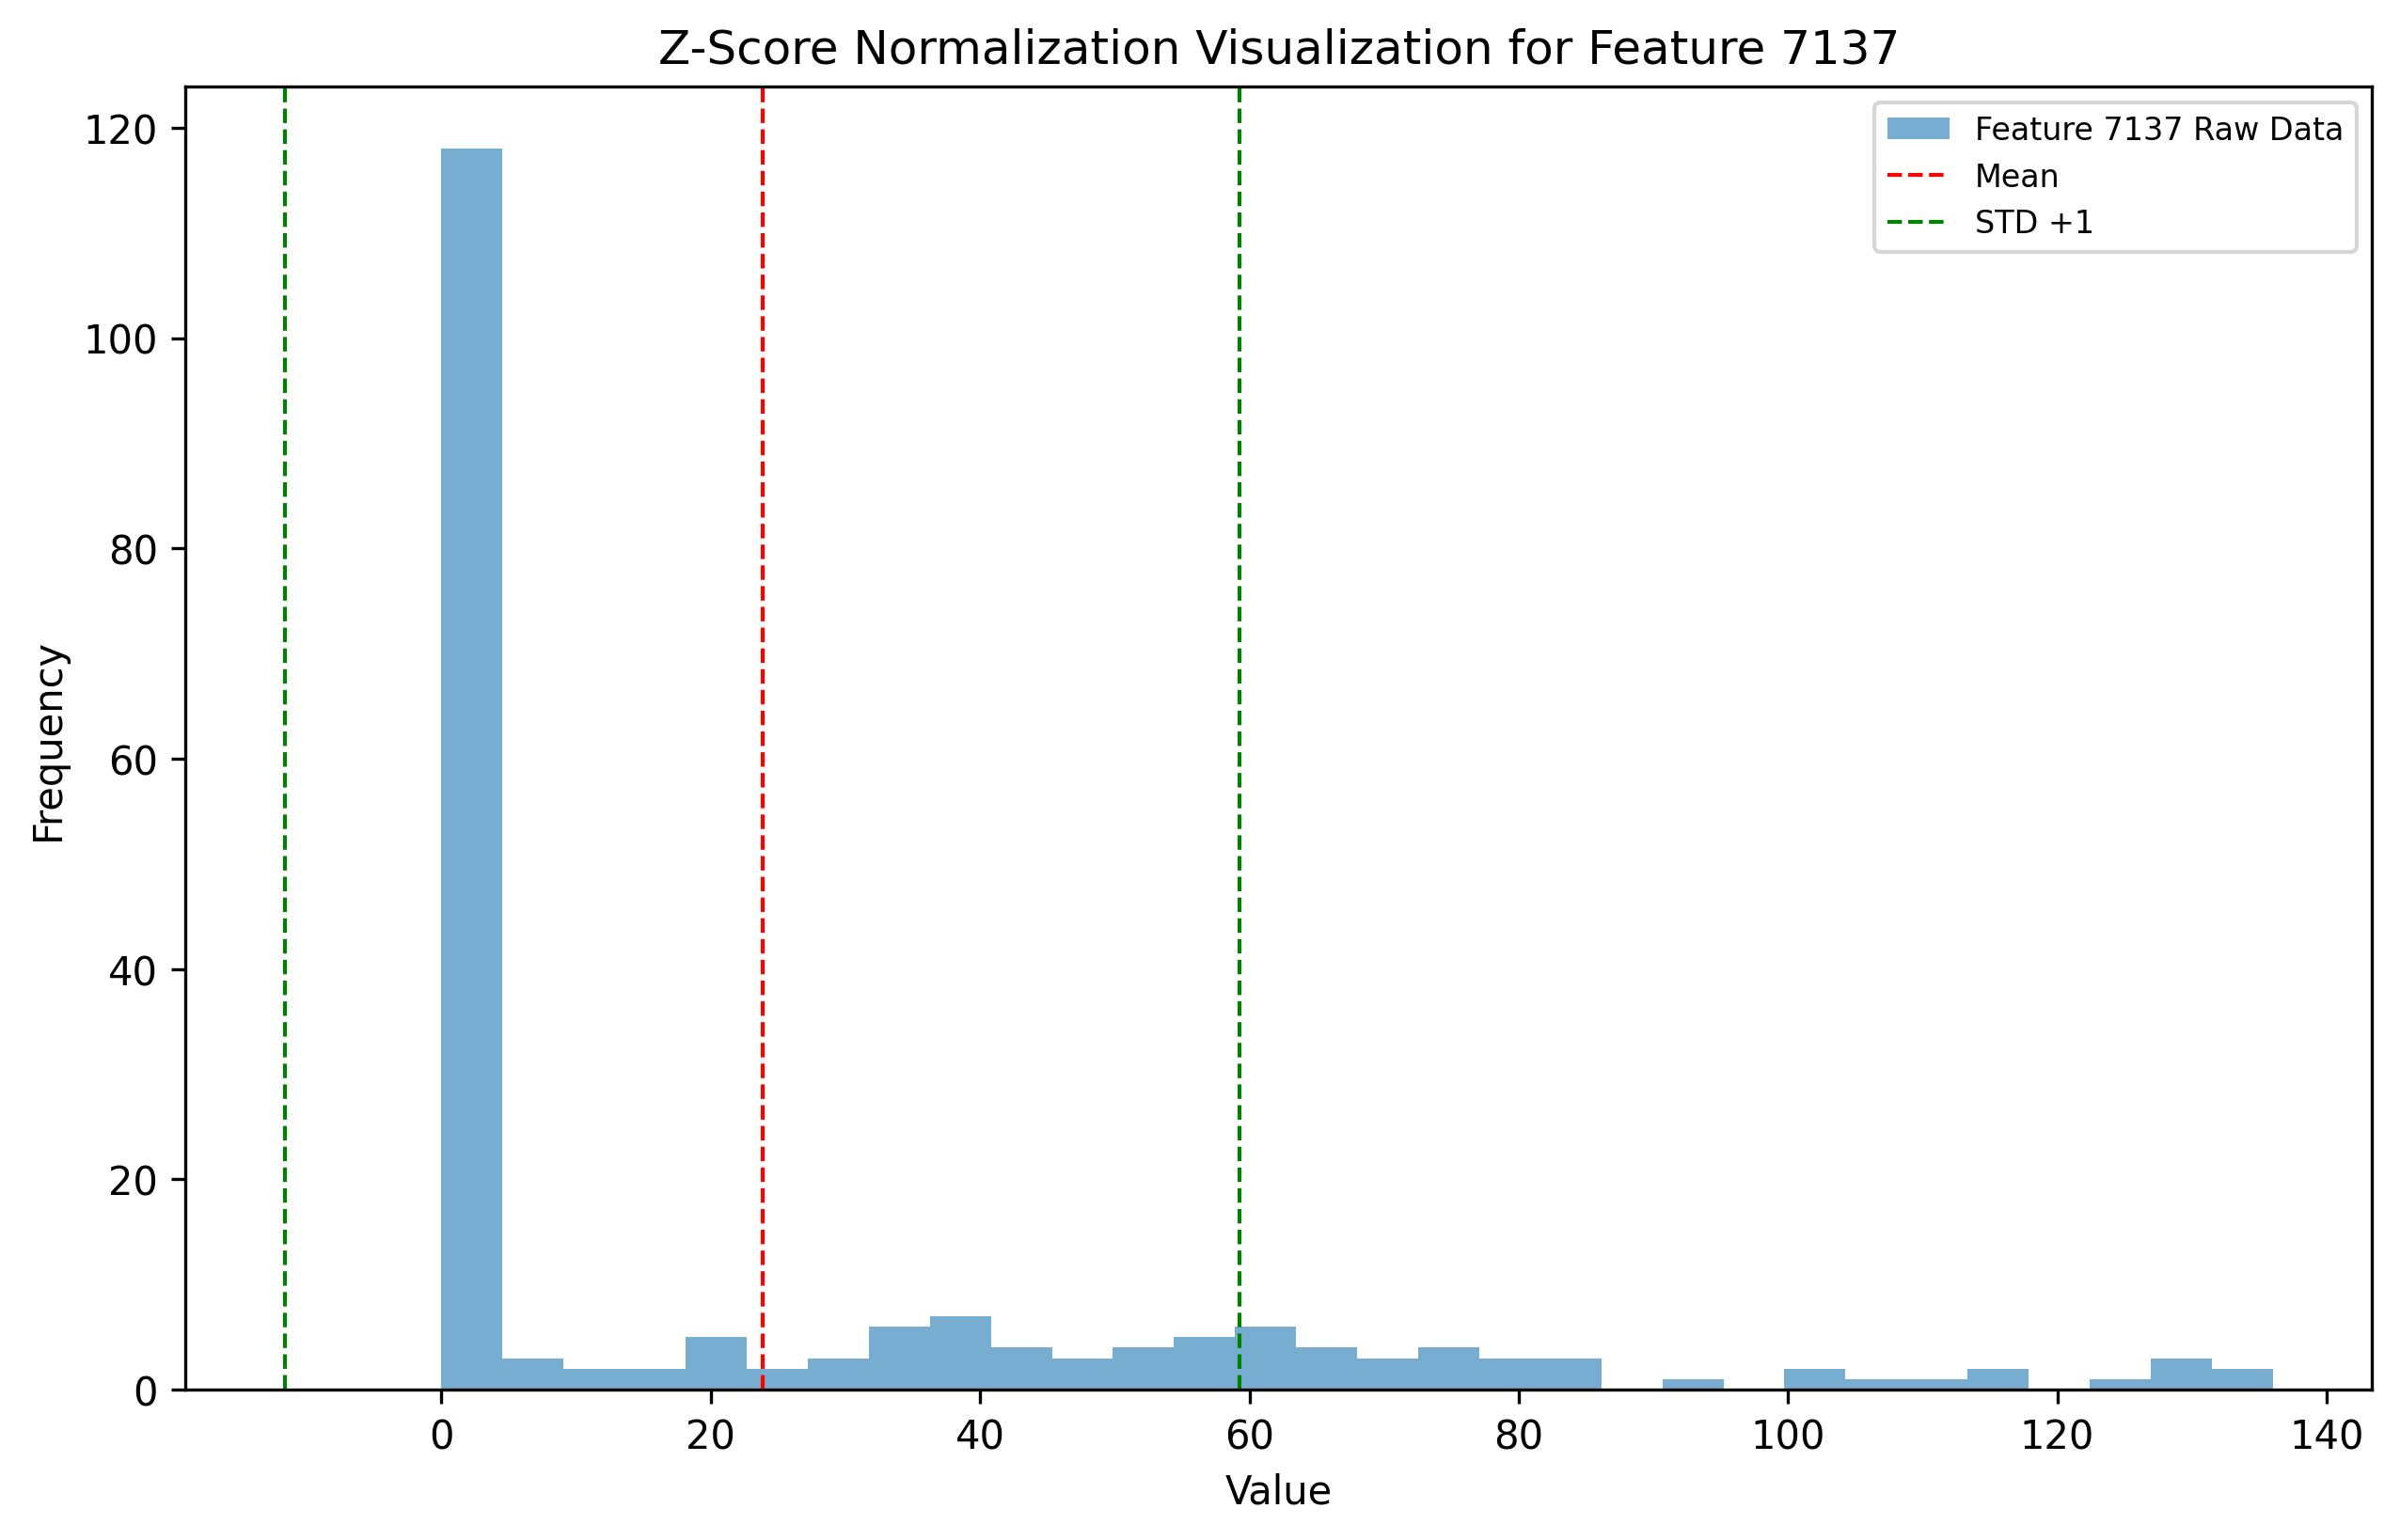 Z-Score Normalization Visualization for Feature 7137
Feature 7137 Raw Data
Mean
STD +1
120
100
80
60
40
20
0
Frequency
0 20 40 60 80 100 120 140
Value